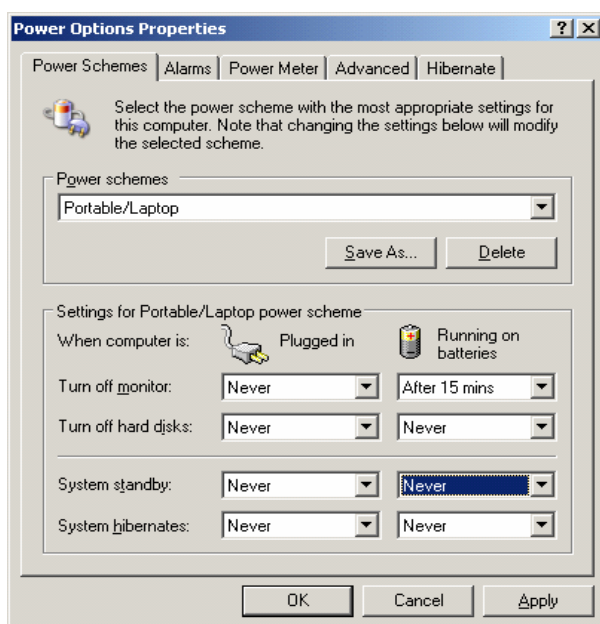 Power Options Properties
Power Schemes Alarms Power Meter Advanced Hibernate
Select the power scheme with the most appropriate settings for
this computer. Note that changing the settings below will modify
the selected scheme.
Power schemes
Portable/Laptop
Save As... Delete
Settings for Portable/Laptop power scheme
When computer is: Plugged in Running on
batteries
Turn off monitor: Never After 15 mins
Turn off hard disks: Never Never
System standby: Never Never
System hibernates: Never Never
OK Cancel Apply